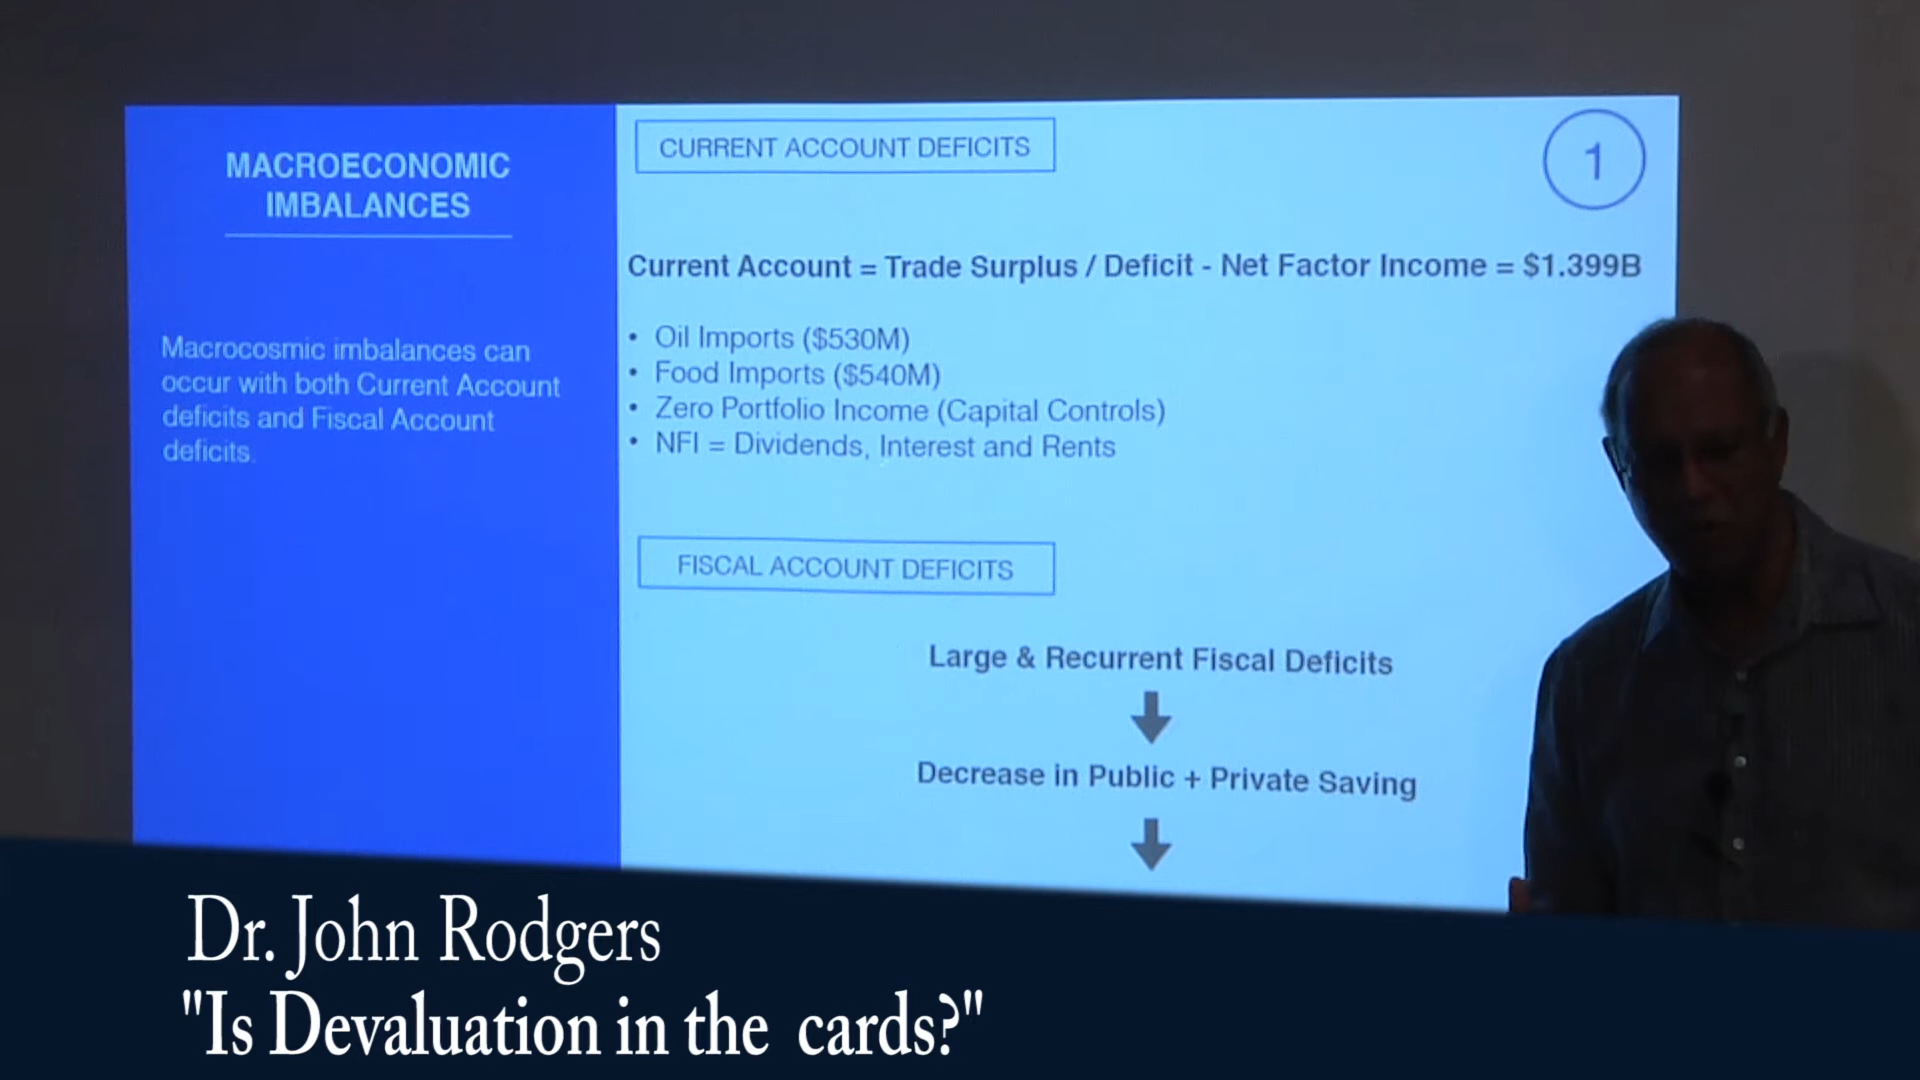 MACROECONOMIC
IMBALANCES
Macrocosmic imbalances can
occur with both Current Account
deficits and Fiscal Account
deficits.
CURRENT ACCOUNT DEFICITS
1
Current Account = Trade Surplus / Deficit - Net Factor Income = $1.399B
• Oil Imports ($530M)
• Food Imports ($540M)
• Zero Portfolio Income (Capital Controls)
• NFI = Dividends, Interest and Rents
FISCAL ACCOUNT DEFICITS
Large & Recurrent Fiscal Deficits
Decrease in Public + Private Saving
Dr. John Rodgers
"Is Devaluation in the cards?"